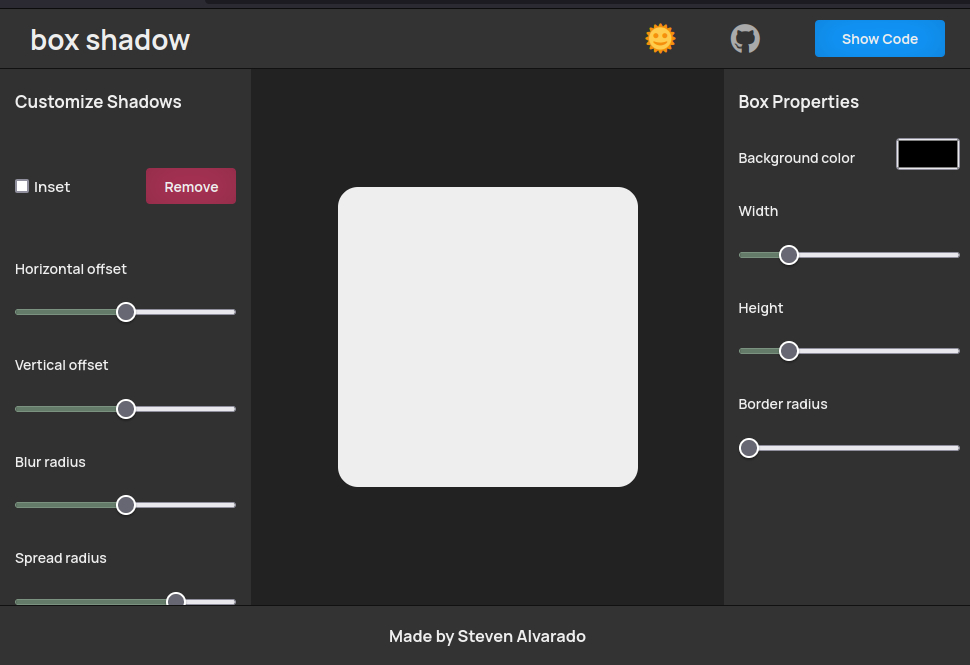 box shadow
Show Code
Customize Shadows
Inset
Remove
Horizontal offset
Vertical offset
Blur radius
Spread radius
Box Properties
Background color
Width
Height
Border radius
Made by Steven Alvarado